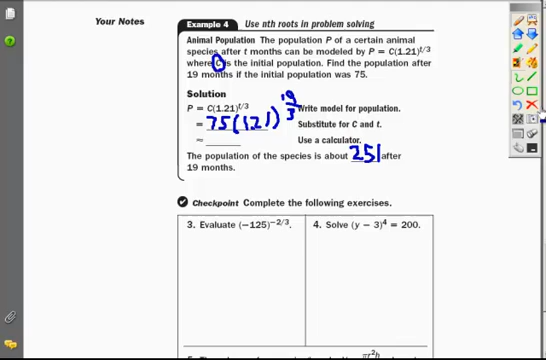 Your Notes
Example 4 Use nth roots in problem solving
Animal Population The population P of a certain animal
species after t months can be modeled by P = C(1.21)^t/3
where C is the initial population. Find the population after
19 months if the initial population was 75.
Solution
P = C(1.21)^t/3 Write model for population.
= 75(1.21)^19/3 Substitute for C and t.
≈ Use a calculator.
The population of the species is about 251 after
19 months.
Checkpoint Complete the following exercises.
3. Evaluate (−125)^−2/3.
4. Solve (y − 3)^4 = 200.